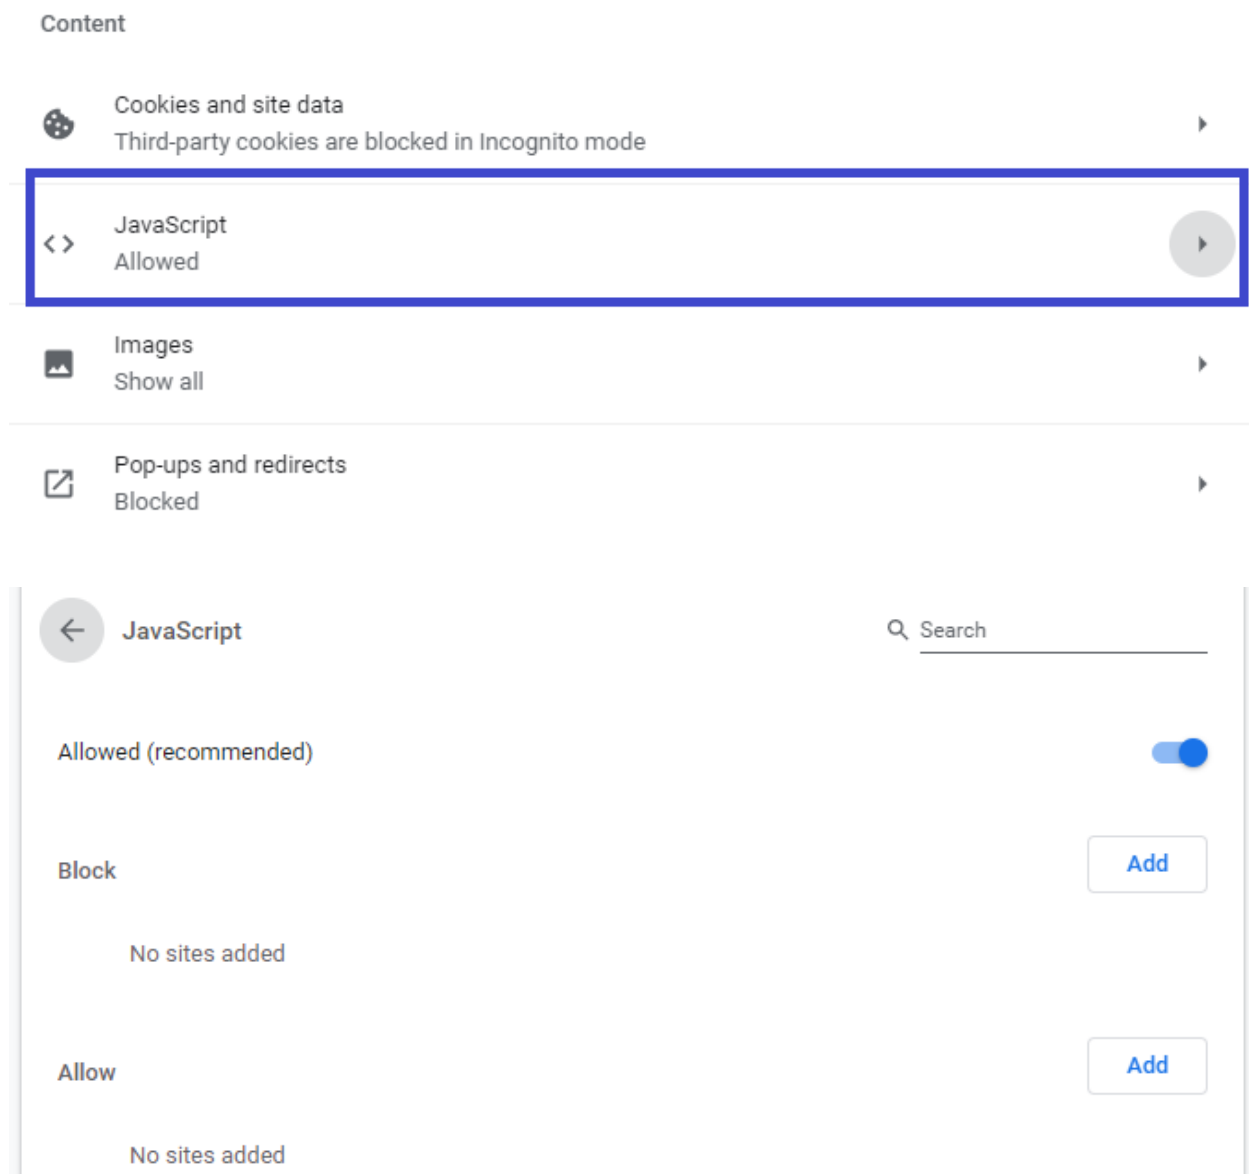 Content
Cookies and site data
Third-party cookies are blocked in Incognito mode
JavaScript
Allowed
Images
Show all
Pop-ups and redirects
Blocked
JavaScript
Search
Allowed (recommended)
Block
Add
No sites added
Allow
Add
No sites added